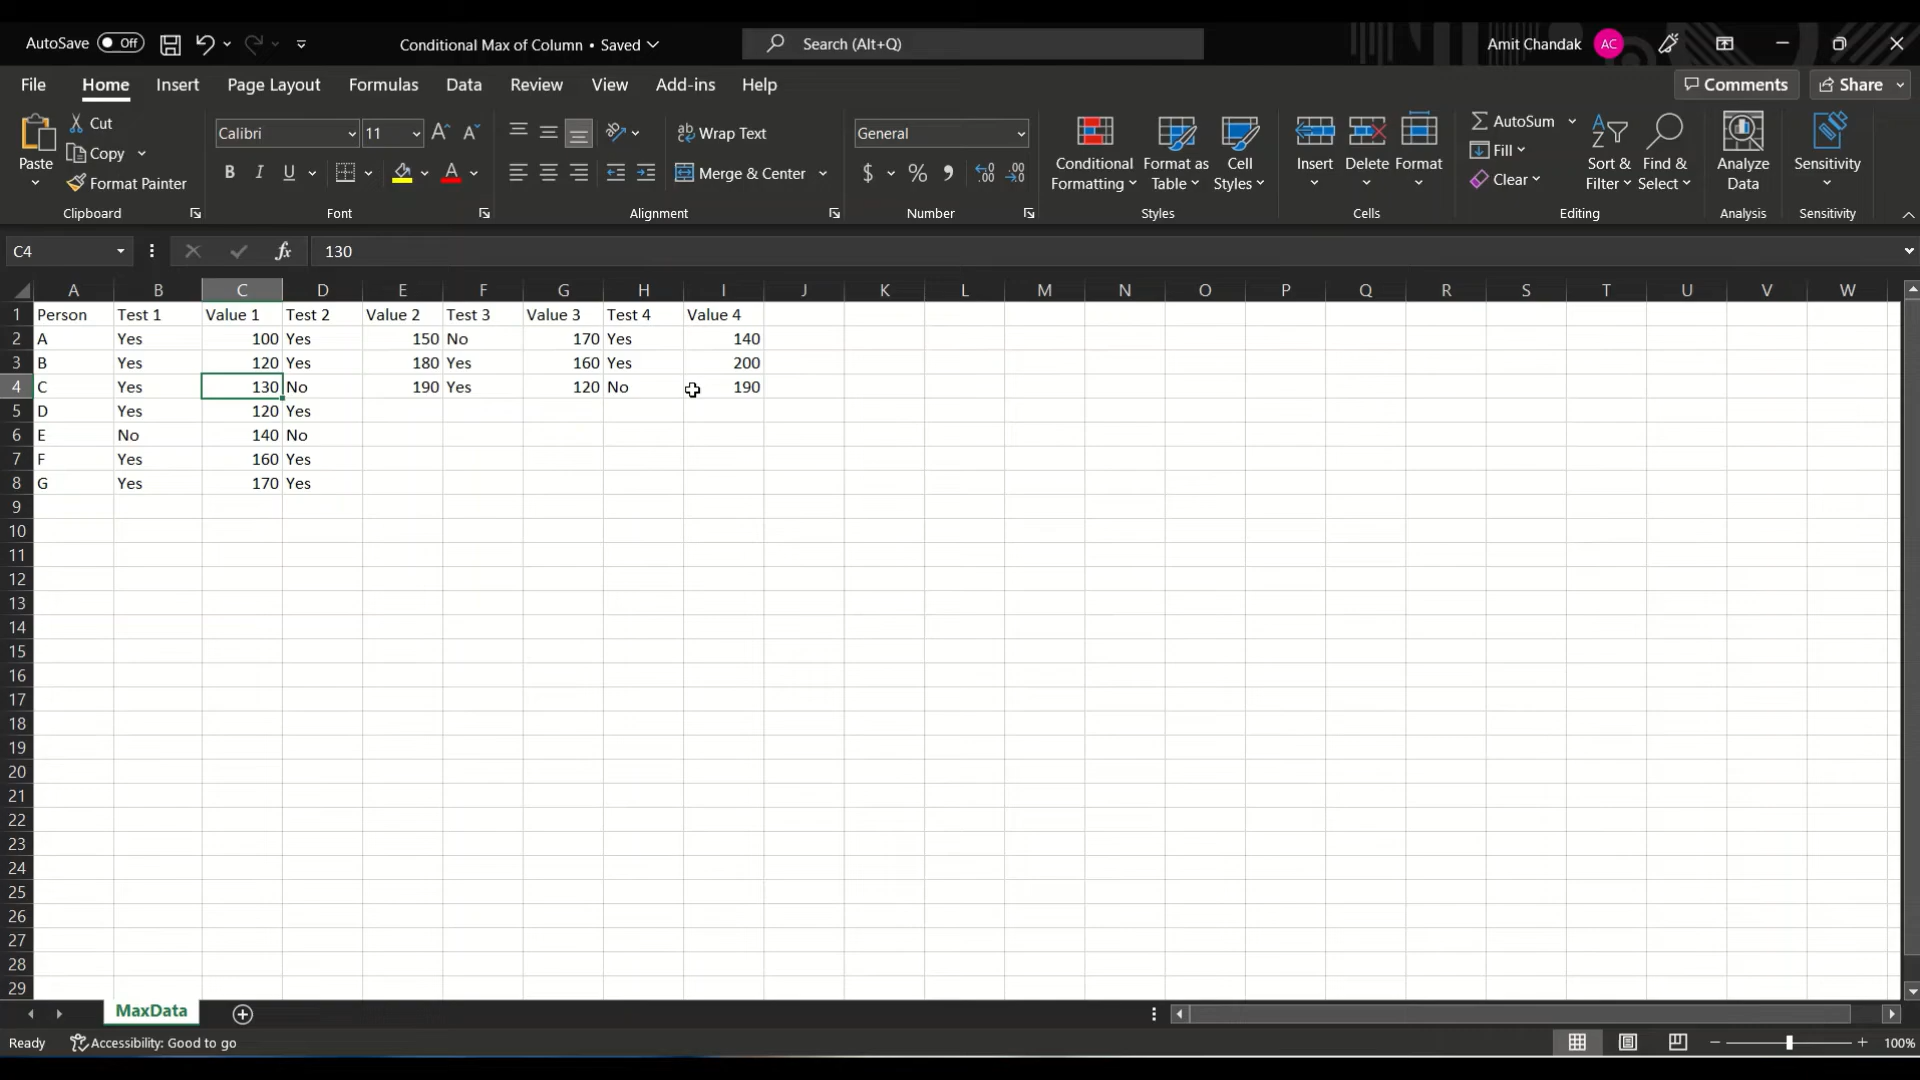 AutoSave Off Conditional Max of Column • Saved Search (Alt+Q) Amit Chandak AC
File Home Insert Page Layout Formulas Data Review View Add-ins Help Comments Share
Paste Cut Copy Format Painter Clipboard
Calibri 11 B I U A Font
Wrap Text Merge & Center Alignment
General $ % Number
Conditional Formatting Format as Table Cell Styles Styles
Insert Delete Format Cells
AutoSum Fill Clear Sort & Filter Find & Select Editing
Analyze Data Analysis
Sensitivity Sensitivity
C4 fx 130
A B C D E F G H I J K L M N O P Q R S T U V W
1 Person Test 1 Value 1 Test 2 Value 2 Test 3 Value 3 Test 4 Value 4
2 A Yes 100 Yes 150 No 170 Yes 140
3 B Yes 120 Yes 180 Yes 160 Yes 200
4 C Yes 130 No 190 Yes 120 No 190
5 D Yes 120 Yes
6 E No 140 No
7 F Yes 160 Yes
8 G Yes 170 Yes
9
10
11
12
13
14
15
16
17
18
19
20
21
22
23
24
25
26
27
28
29
MaxData
Ready Accessibility: Good to go 100%